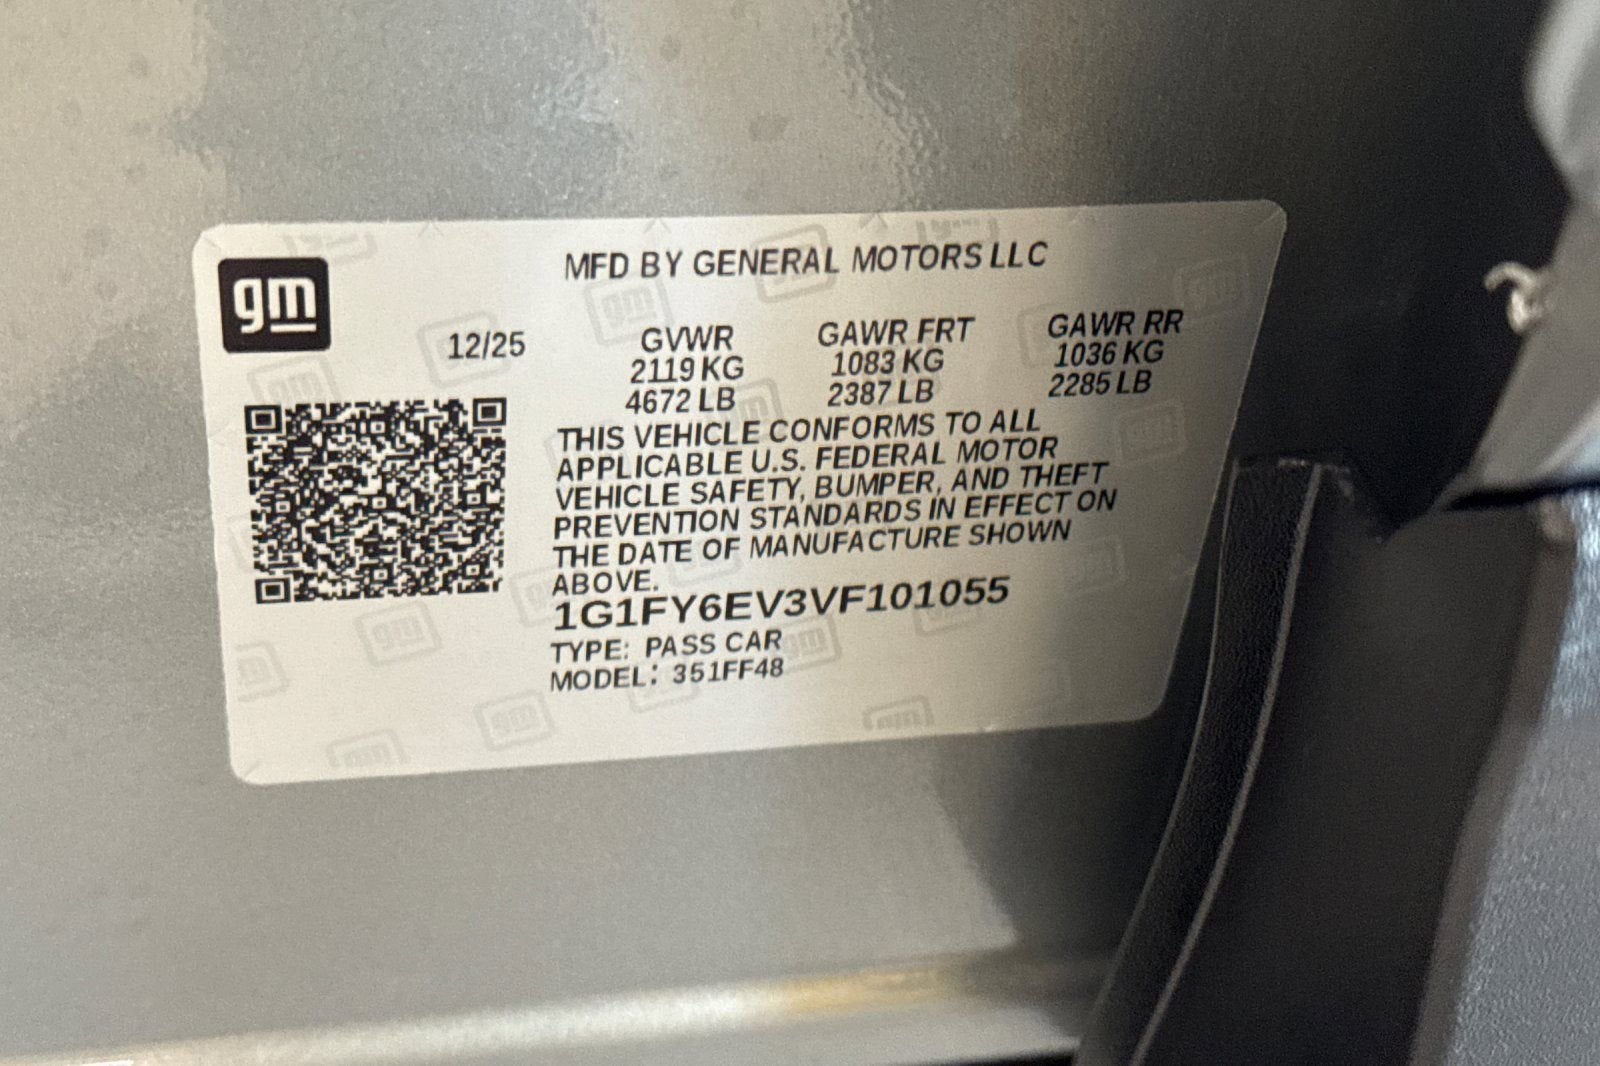 gm
MFD BY GENERAL MOTORS LLC
12/25
GVWR GAWR FRT GAWR RR
2119 KG 1083 KG 1036 KG
4672 LB 2387 LB 2285 LB
THIS VEHICLE CONFORMS TO ALL
APPLICABLE U.S. FEDERAL MOTOR
VEHICLE SAFETY, BUMPER, AND THEFT
PREVENTION STANDARDS IN EFFECT ON
THE DATE OF MANUFACTURE SHOWN
ABOVE.
1G1FY6EV3VF101055
TYPE: PASS CAR
MODEL: 351FF48